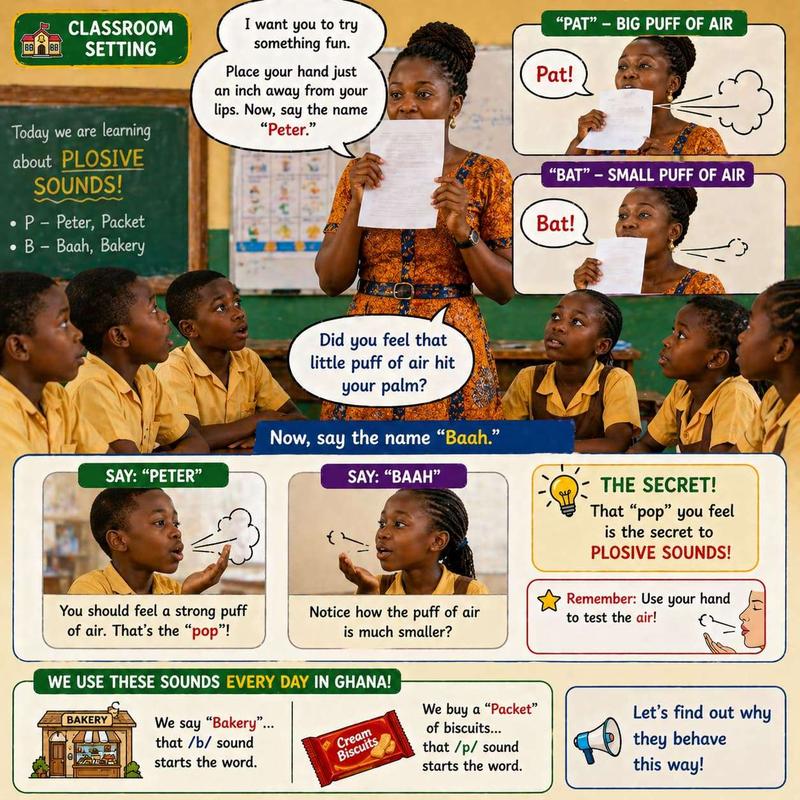 CLASSROOM
SETTING
I want you to try
something fun.
Place your hand just
an inch away from your
lips. Now, say the name
“Peter.”
“PAT” – BIG PUFF OF AIR
Pat!
“BAT” – SMALL PUFF OF AIR
Bat!
Today we are learning
about PLOSIVE
SOUNDS!
• P – Peter, Packet
• B – Baah, Bakery
Did you feel that
little puff of air hit
your palm?
Now, say the name “Baah.”
SAY: “PETER”
You should feel a strong puff
of air. That’s the “pop”!
SAY: “BAAH”
Notice how the puff of air
is much smaller?
THE SECRET!
That “pop” you feel
is the secret to
PLOSIVE SOUNDS!
Remember: Use your hand
to test the air!
WE USE THESE SOUNDS EVERY DAY IN GHANA!
BAKERY
We say “Bakery”...
that /b/ sound
starts the word.
Cream
Biscuits
We buy a “Packet”
of biscuits...
that /p/ sound
starts the word.
Let’s find out why
they behave
this way!